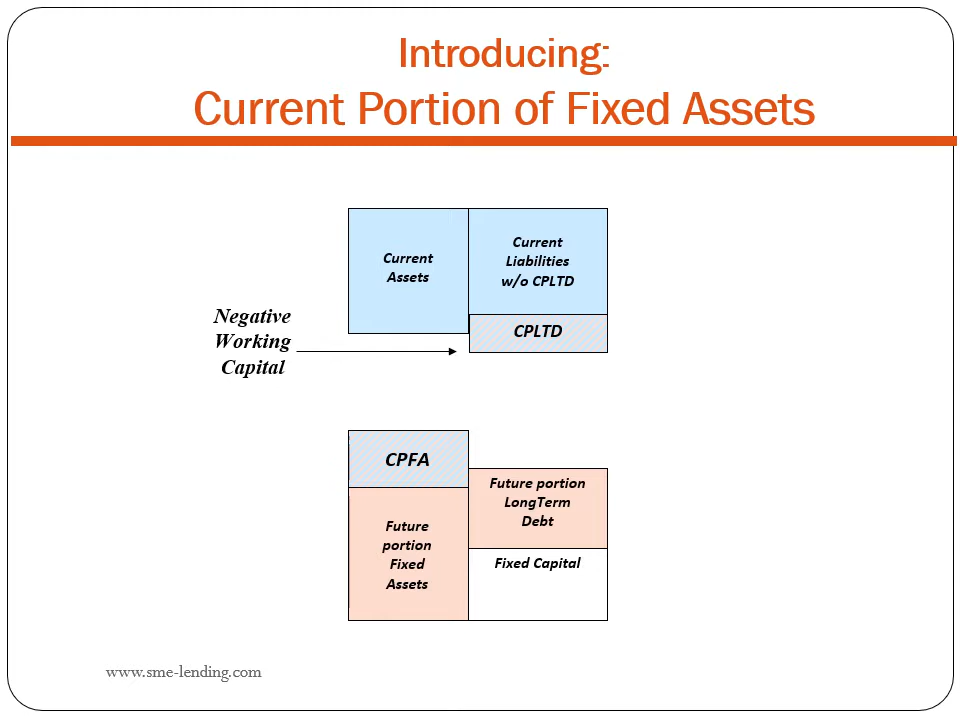 Introducing:
Current Portion of Fixed Assets
Current
Assets
Current
Liabilities
w/o CPLTD
CPLTD
Negative
Working
Capital
CPFA
Future portion
LongTerm
Debt
Future
portion
Fixed
Assets
Fixed Capital
www.sme-lending.com